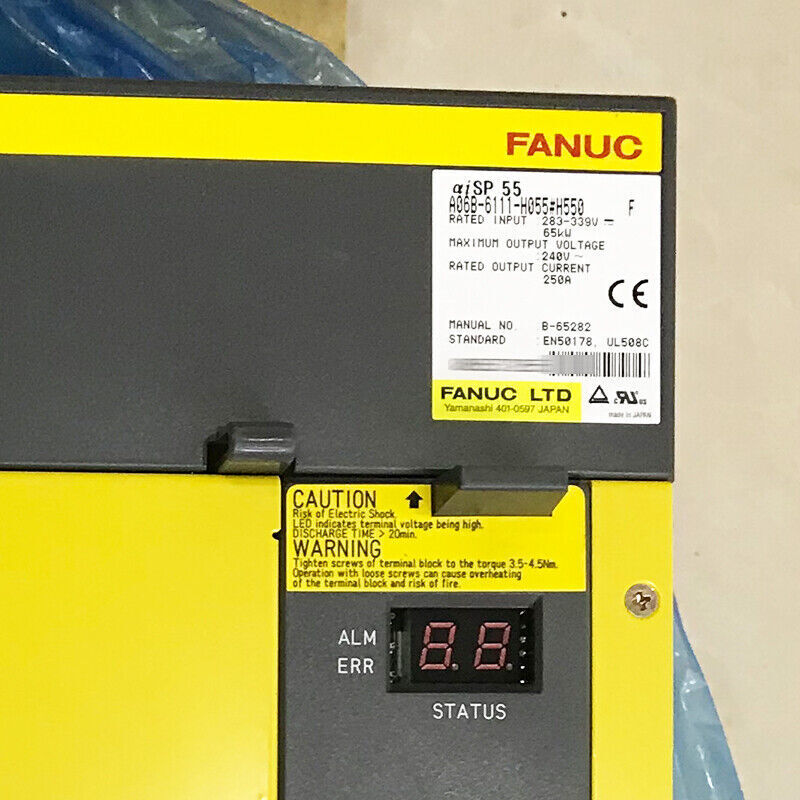 FANUC
αiSP 55
A06B-6111-H055#H550 F
RATED INPUT 283-339V ⎓
65kW
MAXIMUM OUTPUT VOLTAGE
:240V ~
RATED OUTPUT CURRENT
250A
CE
MANUAL NO. B-65282
STANDARD :EN50178, UL508C
FANUC LTD
Yamanashi 401-0597 JAPAN
c RU us
made in JAPAN
CAUTION
Risk of Electric Shock.
LED indicates terminal voltage being high.
DISCHARGE TIME > 20min.
WARNING
Tighten screws of terminal block to the torque 3.5-4.5Nm.
Operation with loose screws can cause overheating
of the terminal block and risk of fire.
ALM
ERR
8.8.
STATUS